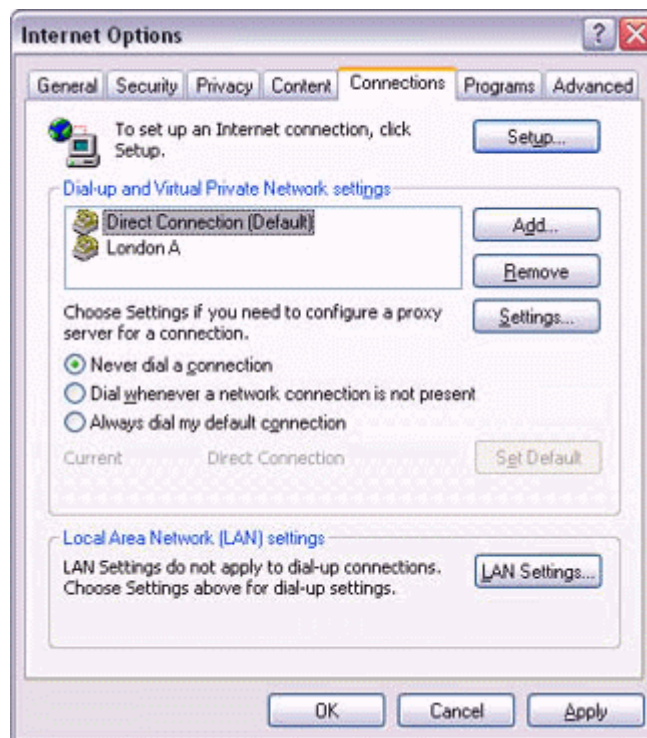 Internet Options
General Security Privacy Content Connections Programs Advanced
To set up an Internet connection, click
Setup.
Setup...
Dial-up and Virtual Private Network settings
Direct Connection (Default)
London A
Add...
Remove
Choose Settings if you need to configure a proxy
server for a connection.
Settings...
Never dial a connection
Dial whenever a network connection is not present
Always dial my default connection
Current Direct Connection
Set Default
Local Area Network (LAN) settings
LAN Settings do not apply to dial-up connections.
Choose Settings above for dial-up settings.
LAN Settings...
OK Cancel Apply